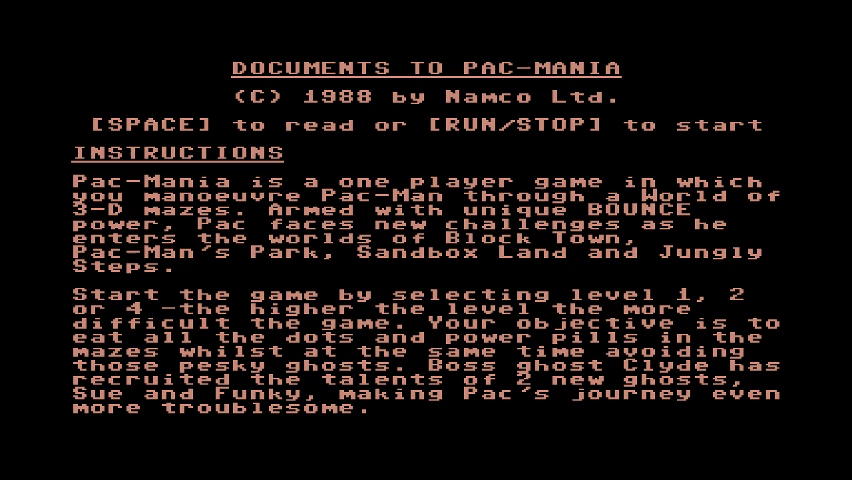 DOCUMENTS TO PAC-MANIA
(C) 1988 by Namco Ltd.
[SPACE] to read or [RUN/STOP] to start
INSTRUCTIONS
Pac-Mania is a one player game in which
you manoeuvre Pac-Man through a World of
3-D mazes. Armed with unique BOUNCE
power, Pac faces new challenges as he
enters the worlds of Block Town,
Pac-Man's Park, Sandbox Land and Jungly
Steps.
Start the game by selecting level 1, 2
or 4 -the higher the level the more
difficult the game. Your objective is to
eat all the dots and power pills in the
mazes whilst at the same time avoiding
those pesky ghosts. Boss ghost Clyde has
recruited the talents of 2 new ghosts,
Sue and Funky, making Pac's journey even
more troublesome.